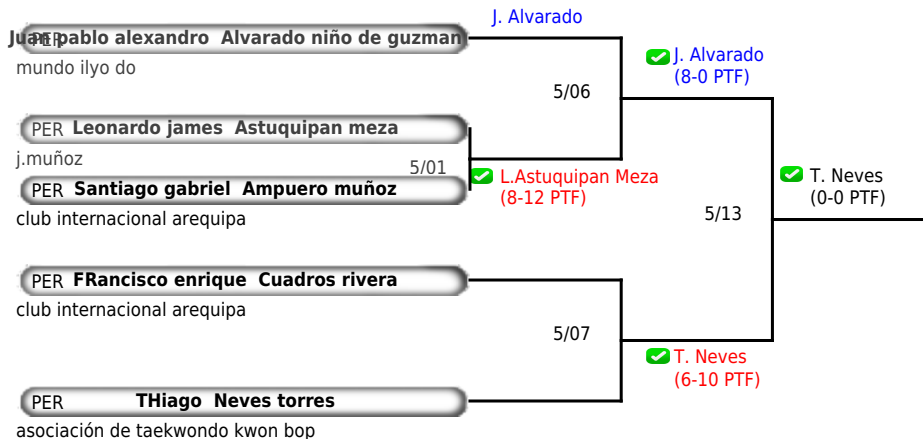 J. Alvarado
PER Juan pablo alexandro Alvarado niño de guzman
mundo ilyo do
J. Alvarado
(8-0 PTF)
5/06
PER Leonardo james Astuquipan meza
j.muñoz
5/01
L.Astuquipan Meza
(8-12 PTF)
PER Santiago gabriel Ampuero muñoz
club internacional arequipa
T. Neves
(0-0 PTF)
5/13
PER FRancisco enrique Cuadros rivera
club internacional arequipa
5/07
T. Neves
(6-10 PTF)
PER THiago Neves torres
asociación de taekwondo kwon bop